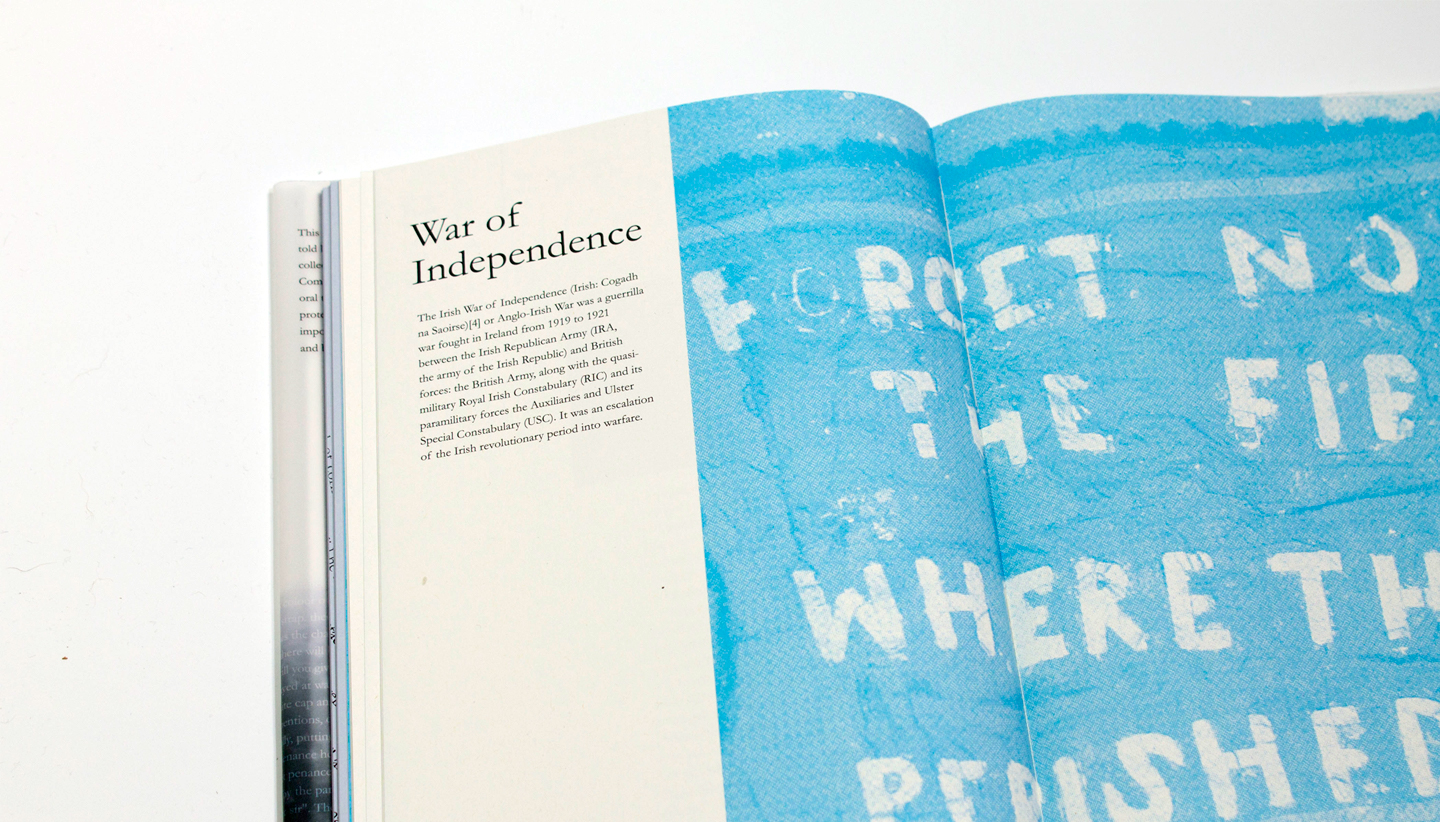 War of
Independence
The Irish War of Independence (Irish: Cogadh
na Saoirse)[4] or Anglo-Irish War was a guerrilla
war fought in Ireland from 1919 to 1921
between the Irish Republican Army (IRA,
the army of the Irish Republic) and British
forces: the British Army, along with the quasi-
military Royal Irish Constabulary (RIC) and its
paramilitary forces the Auxiliaries and Ulster
Special Constabulary (USC). It was an escalation
of the Irish revolutionary period into warfare.
FORGET NO
THE FIE
WHERE TH
PERISHED
This
told
colle
Com
oral
prote
impe
and